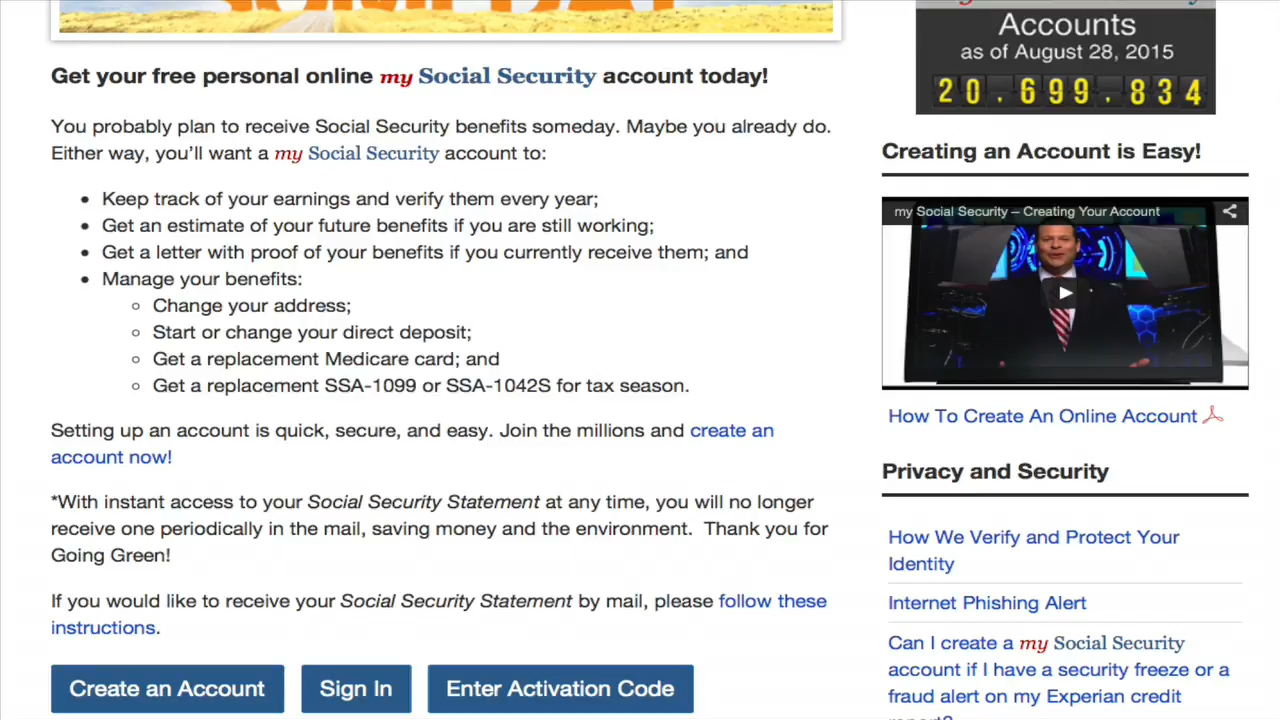 Get your free personal online my Social Security account today!
You probably plan to receive Social Security benefits someday. Maybe you already do.
Either way, you’ll want a my Social Security account to:
Keep track of your earnings and verify them every year;
Get an estimate of your future benefits if you are still working;
Get a letter with proof of your benefits if you currently receive them; and
Manage your benefits:
Change your address;
Start or change your direct deposit;
Get a replacement Medicare card; and
Get a replacement SSA-1099 or SSA-1042S for tax season.
Setting up an account is quick, secure, and easy. Join the millions and create an
account now!
*With instant access to your Social Security Statement at any time, you will no longer
receive one periodically in the mail, saving money and the environment.  Thank you for
Going Green!
If you would like to receive your Social Security Statement by mail, please follow these
instructions.
Create an Account
Sign In
Enter Activation Code
Accounts
as of August 28, 2015
20.699.834
Creating an Account is Easy!
my Social Security – Creating Your Account
How To Create An Online Account
Privacy and Security
How We Verify and Protect Your
Identity
Internet Phishing Alert
Can I create a my Social Security
account if I have a security freeze or a
fraud alert on my Experian credit